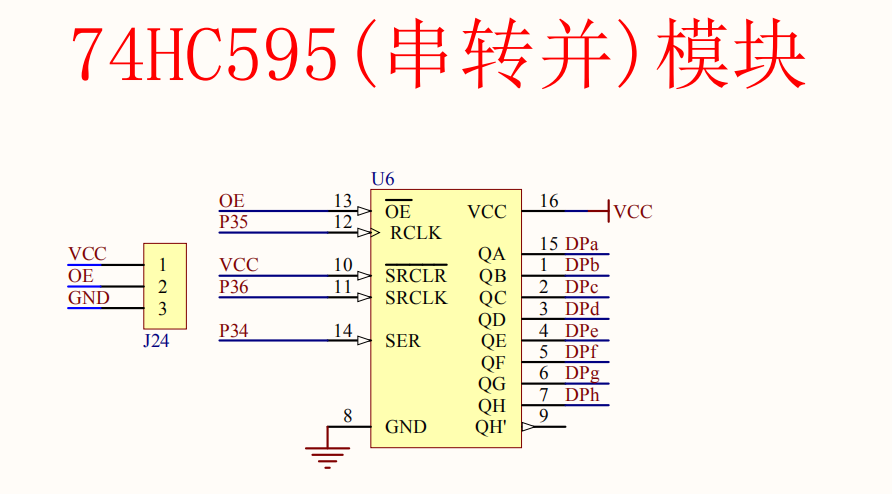 74HC595(串转并)模块
U6
OE 13 OE VCC 16 VCC
P35 12 RCLK
QA 15 DPa
VCC 10 SRCLR QB 1 DPb
P36 11 SRCLK QC 2 DPc
QD 3 DPd
P34 14 SER QE 4 DPe
QF 5 DPf
QG 6 DPg
QH 7 DPh
8 GND QH' 9
VCC 1
OE 2
GND 3
J24